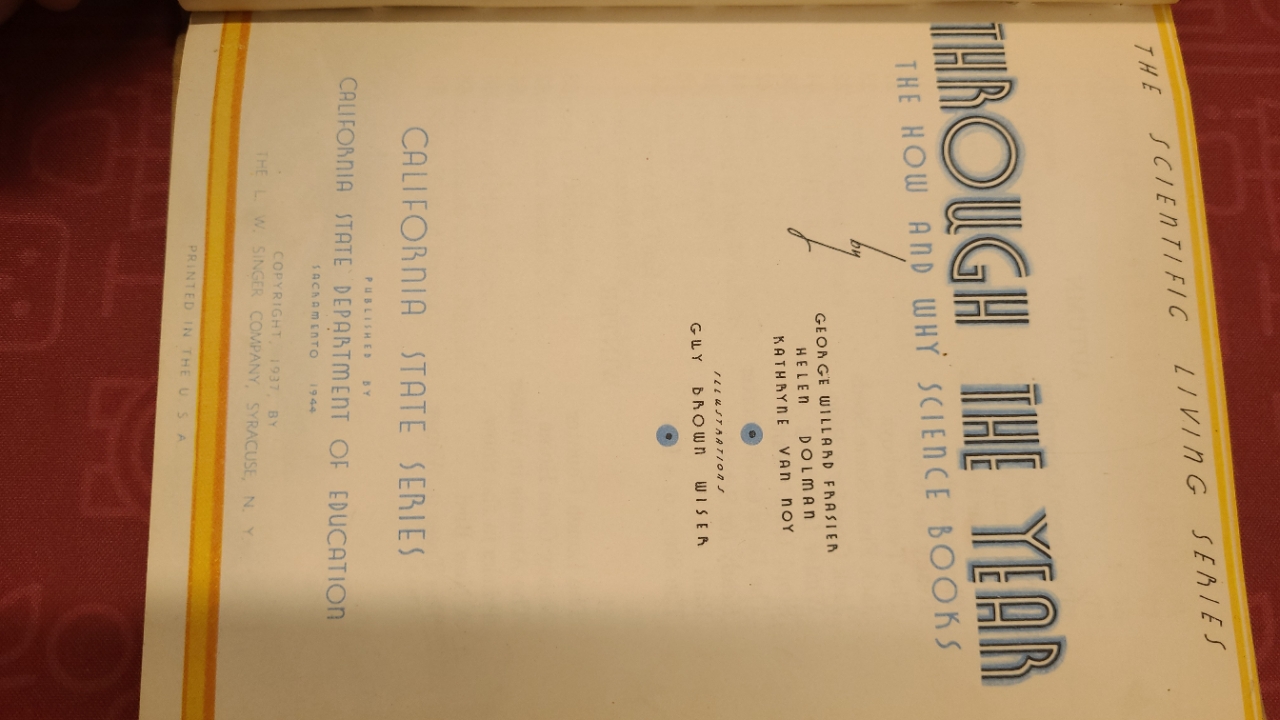 THE SCIENTIFIC LIVING SERIES
THROUGH THE YEAR
THE HOW AND WHY SCIENCE BOOKS
by
GEORGE WILLARD FRASIER
HELEN DOLMAN
KATHRYNE VAN NOY
ILLUSTRATIONS
GUY BROWN WISER
CALIFORNIA STATE SERIES
PUBLISHED BY
CALIFORNIA STATE DEPARTMENT OF EDUCATION
SACRAMENTO 1944
COPYRIGHT, 1937, BY
THE L. W. SINGER COMPANY, SYRACUSE, N. Y
PRINTED IN THE U S A